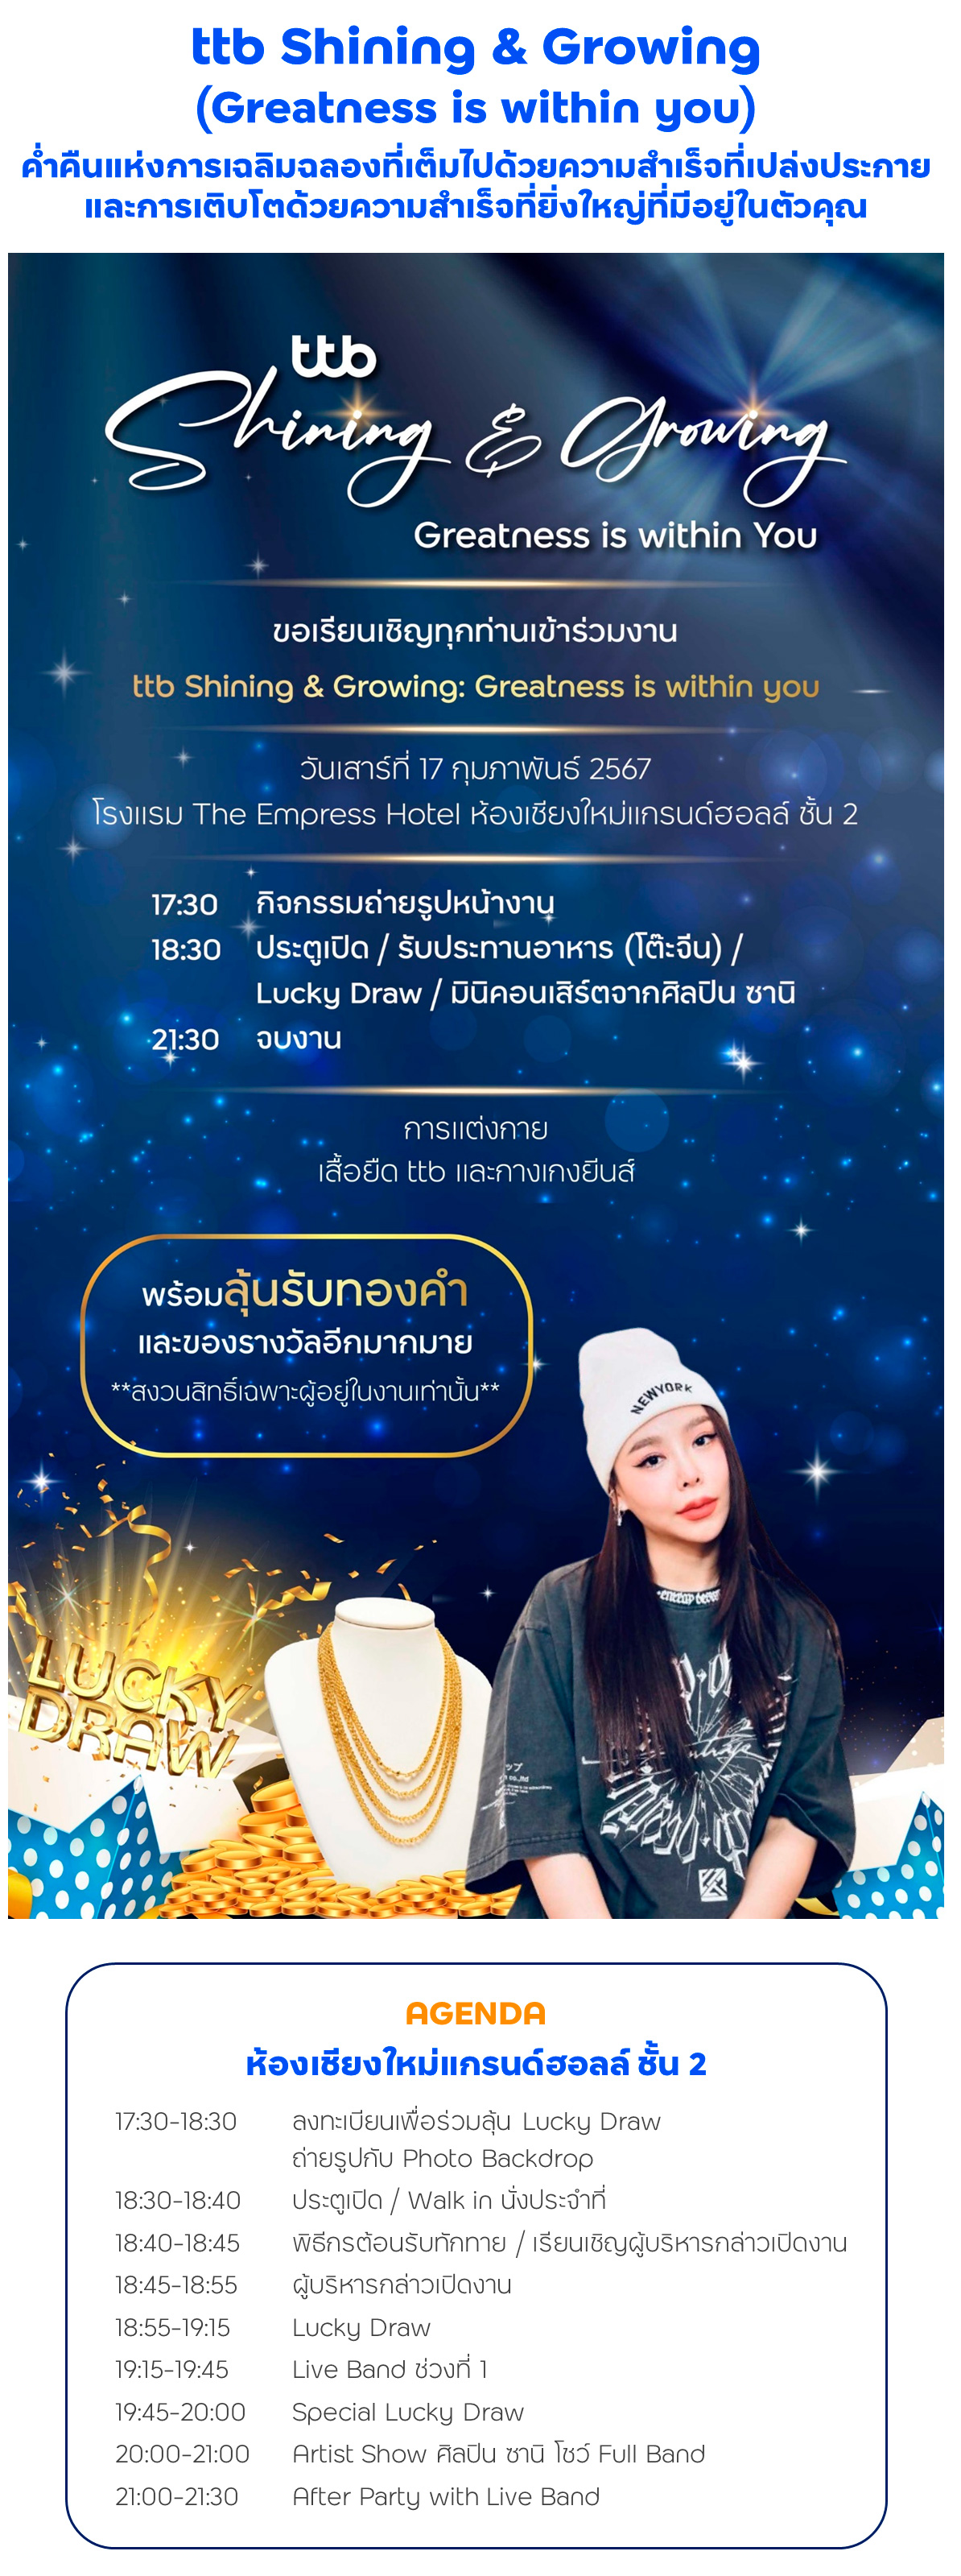 ttb Shining & Growing
(Greatness is within you)
ค่ำคืนแห่งการเฉลิมฉลองที่เต็มไปด้วยความสำเร็จที่เปล่งประกาย
และการเติบโตด้วยความสำเร็จที่ยิ่งใหญ่ที่มีอยู่ในตัวคุณ
ttb
Shining & Growing
Greatness is within You
ขอเรียนเชิญทุกท่านเข้าร่วมงาน
ttb Shining & Growing: Greatness is within you
วันเสาร์ที่ 17 กุมภาพันธ์ 2567
โรงแรม The Empress Hotel ห้องเชียงใหม่แกรนด์ฮอลล์ ชั้น 2
17:30 กิจกรรมถ่ายรูปหน้างาน
18:30 ประตูเปิด / รับประทานอาหาร (โต๊ะจีน) /
Lucky Draw / มินิคอนเสิร์ตจากศิลปิน ซานิ
21:30 จบงาน
การแต่งกาย
เสื้อยืด ttb และกางเกงยีนส์
พร้อมลุ้นรับทองคำ
และของรางวัลอีกมากมาย
**สงวนสิทธิ์เฉพาะผู้อยู่ในงานเท่านั้น**
NEWYORK
LUCKY
DRAW
AGENDA
ห้องเชียงใหม่แกรนด์ฮอลล์ ชั้น 2
17:30-18:30 ลงทะเบียนเพื่อร่วมลุ้น Lucky Draw
ถ่ายรูปกับ Photo Backdrop
18:30-18:40 ประตูเปิด / Walk in นั่งประจำที่
18:40-18:45 พิธีกรต้อนรับทักทาย / เรียนเชิญผู้บริหารกล่าวเปิดงาน
18:45-18:55 ผู้บริหารกล่าวเปิดงาน
18:55-19:15 Lucky Draw
19:15-19:45 Live Band ช่วงที่ 1
19:45-20:00 Special Lucky Draw
20:00-21:00 Artist Show ศิลปิน ซานิ โชว์ Full Band
21:00-21:30 After Party with Live Band